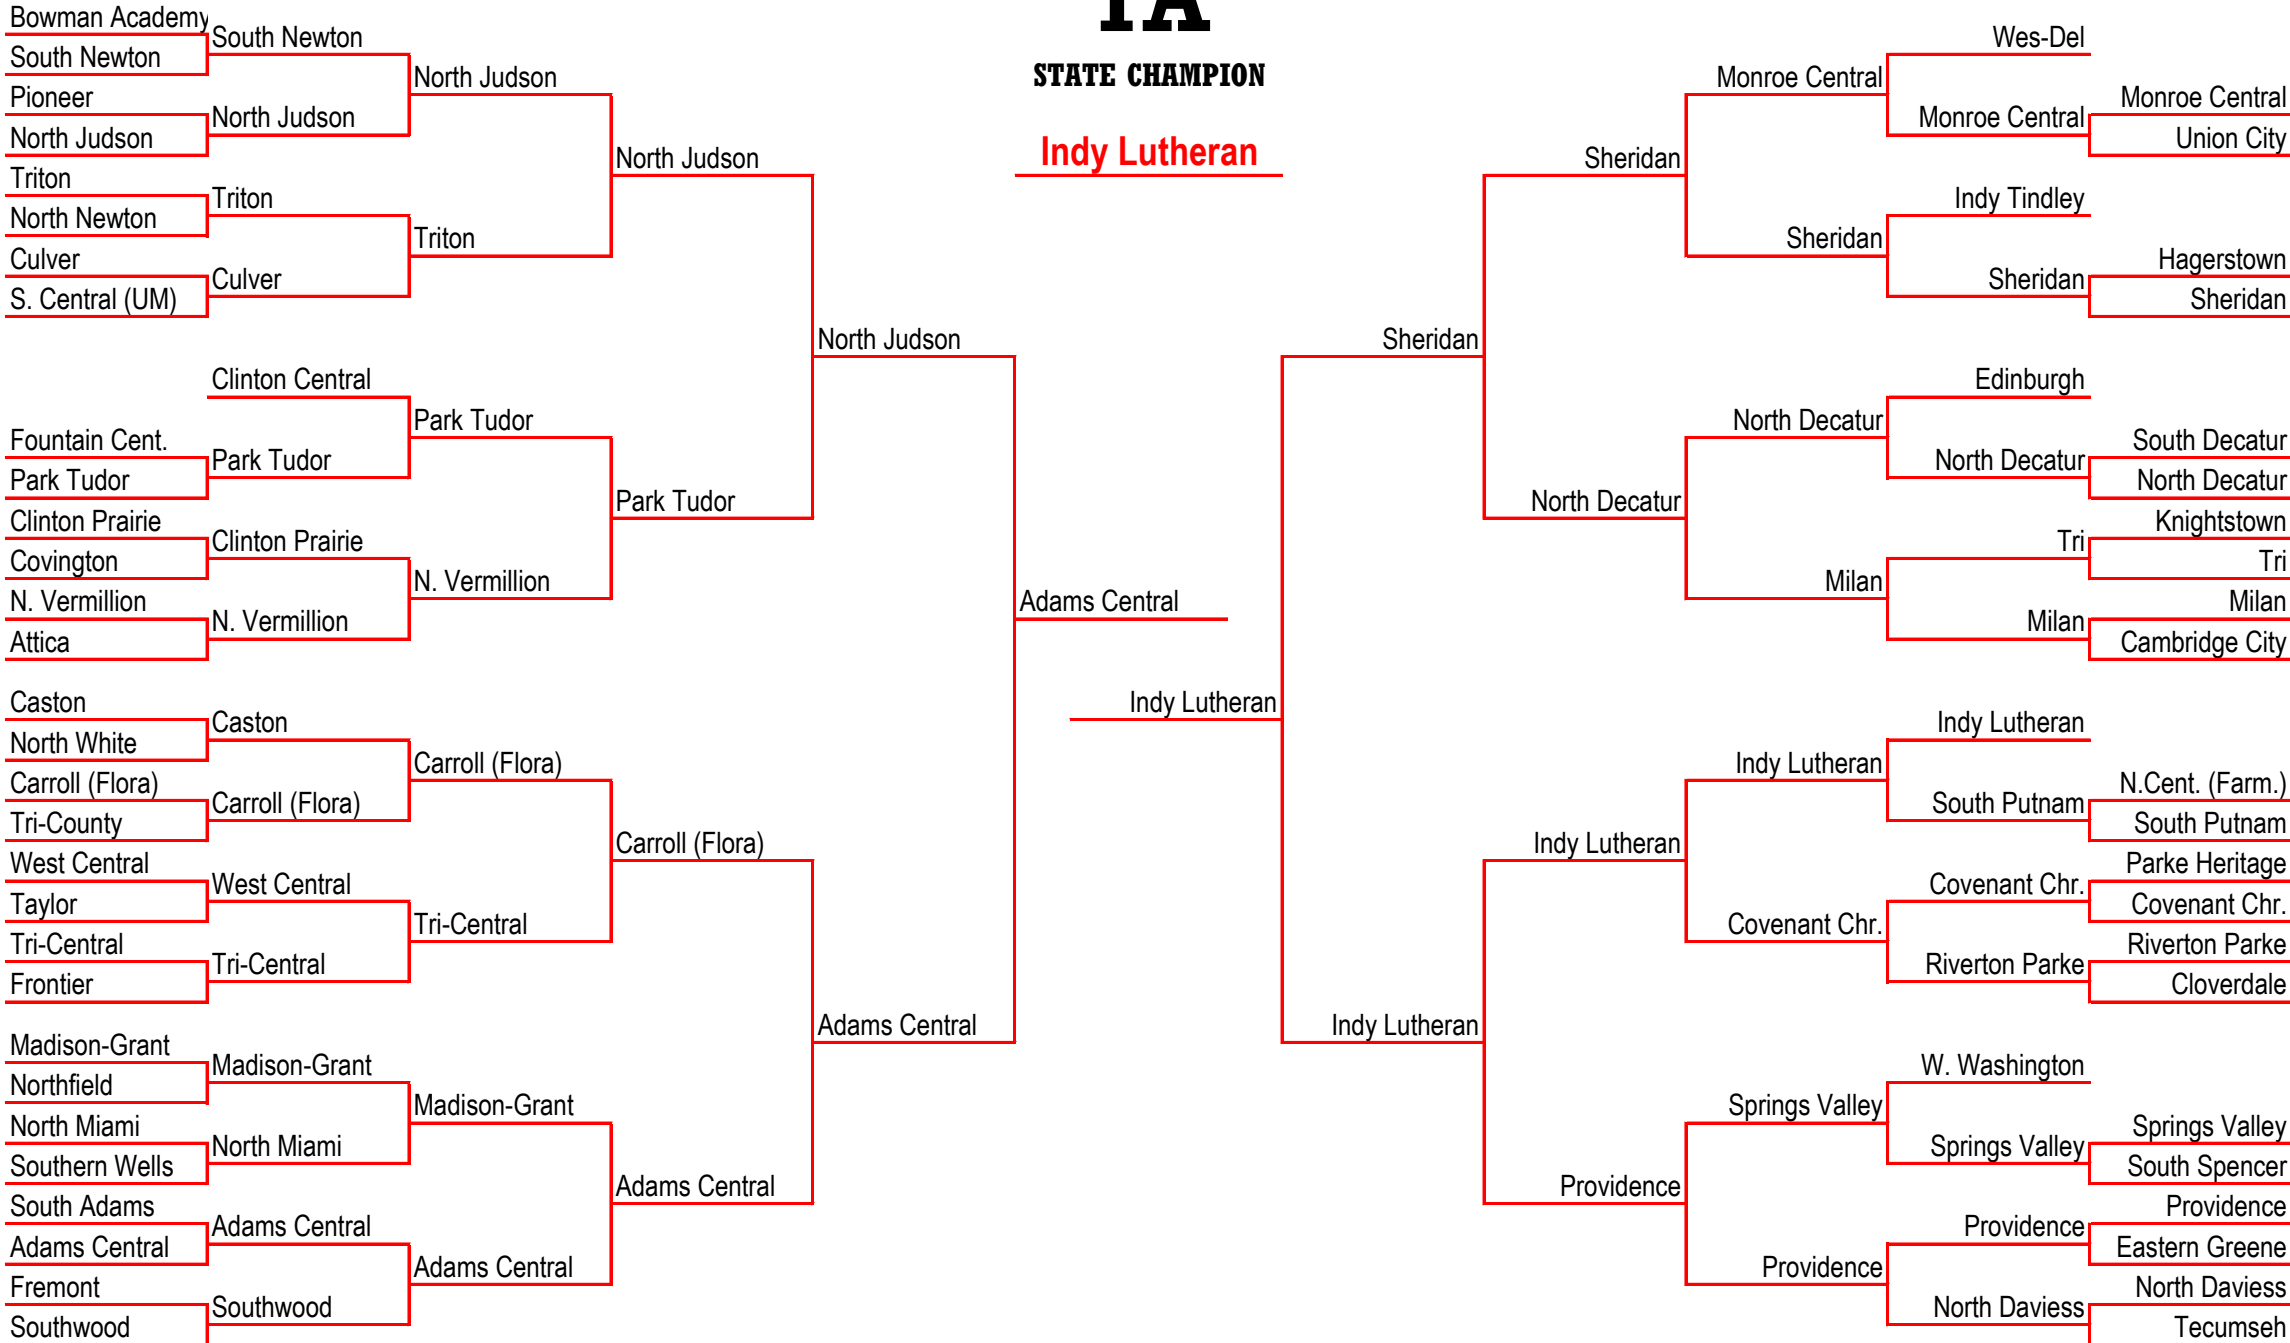 1A
STATE CHAMPION
Indy Lutheran
Bowman Academy
South Newton
Pioneer
North Judson
Triton
North Newton
Culver
S. Central (UM)
Fountain Cent.
Park Tudor
Clinton Prairie
Covington
N. Vermillion
Attica
Caston
North White
Carroll (Flora)
Tri-County
West Central
Taylor
Tri-Central
Frontier
Madison-Grant
Northfield
North Miami
Southern Wells
South Adams
Adams Central
Fremont
Southwood
South Newton
North Judson
Triton
Culver
Clinton Central
Park Tudor
Clinton Prairie
N. Vermillion
Caston
Carroll (Flora)
West Central
Tri-Central
Madison-Grant
North Miami
Adams Central
Southwood
North Judson
Triton
Park Tudor
N. Vermillion
Carroll (Flora)
Tri-Central
Madison-Grant
Adams Central
North Judson
Park Tudor
Carroll (Flora)
Adams Central
North Judson
Adams Central
Adams Central
Indy Lutheran
Sheridan
Indy Lutheran
Sheridan
North Decatur
Indy Lutheran
Providence
Monroe Central
Sheridan
North Decatur
Milan
Indy Lutheran
Covenant Chr.
Springs Valley
Providence
Wes-Del
Monroe Central
Indy Tindley
Sheridan
Edinburgh
North Decatur
Tri
Milan
Indy Lutheran
South Putnam
Covenant Chr.
Riverton Parke
W. Washington
Springs Valley
Providence
North Daviess
Monroe Central
Union City
Hagerstown
Sheridan
South Decatur
North Decatur
Knightstown
Tri
Milan
Cambridge City
N.Cent. (Farm.)
South Putnam
Parke Heritage
Covenant Chr.
Riverton Parke
Cloverdale
Springs Valley
South Spencer
Providence
Eastern Greene
North Daviess
Tecumseh